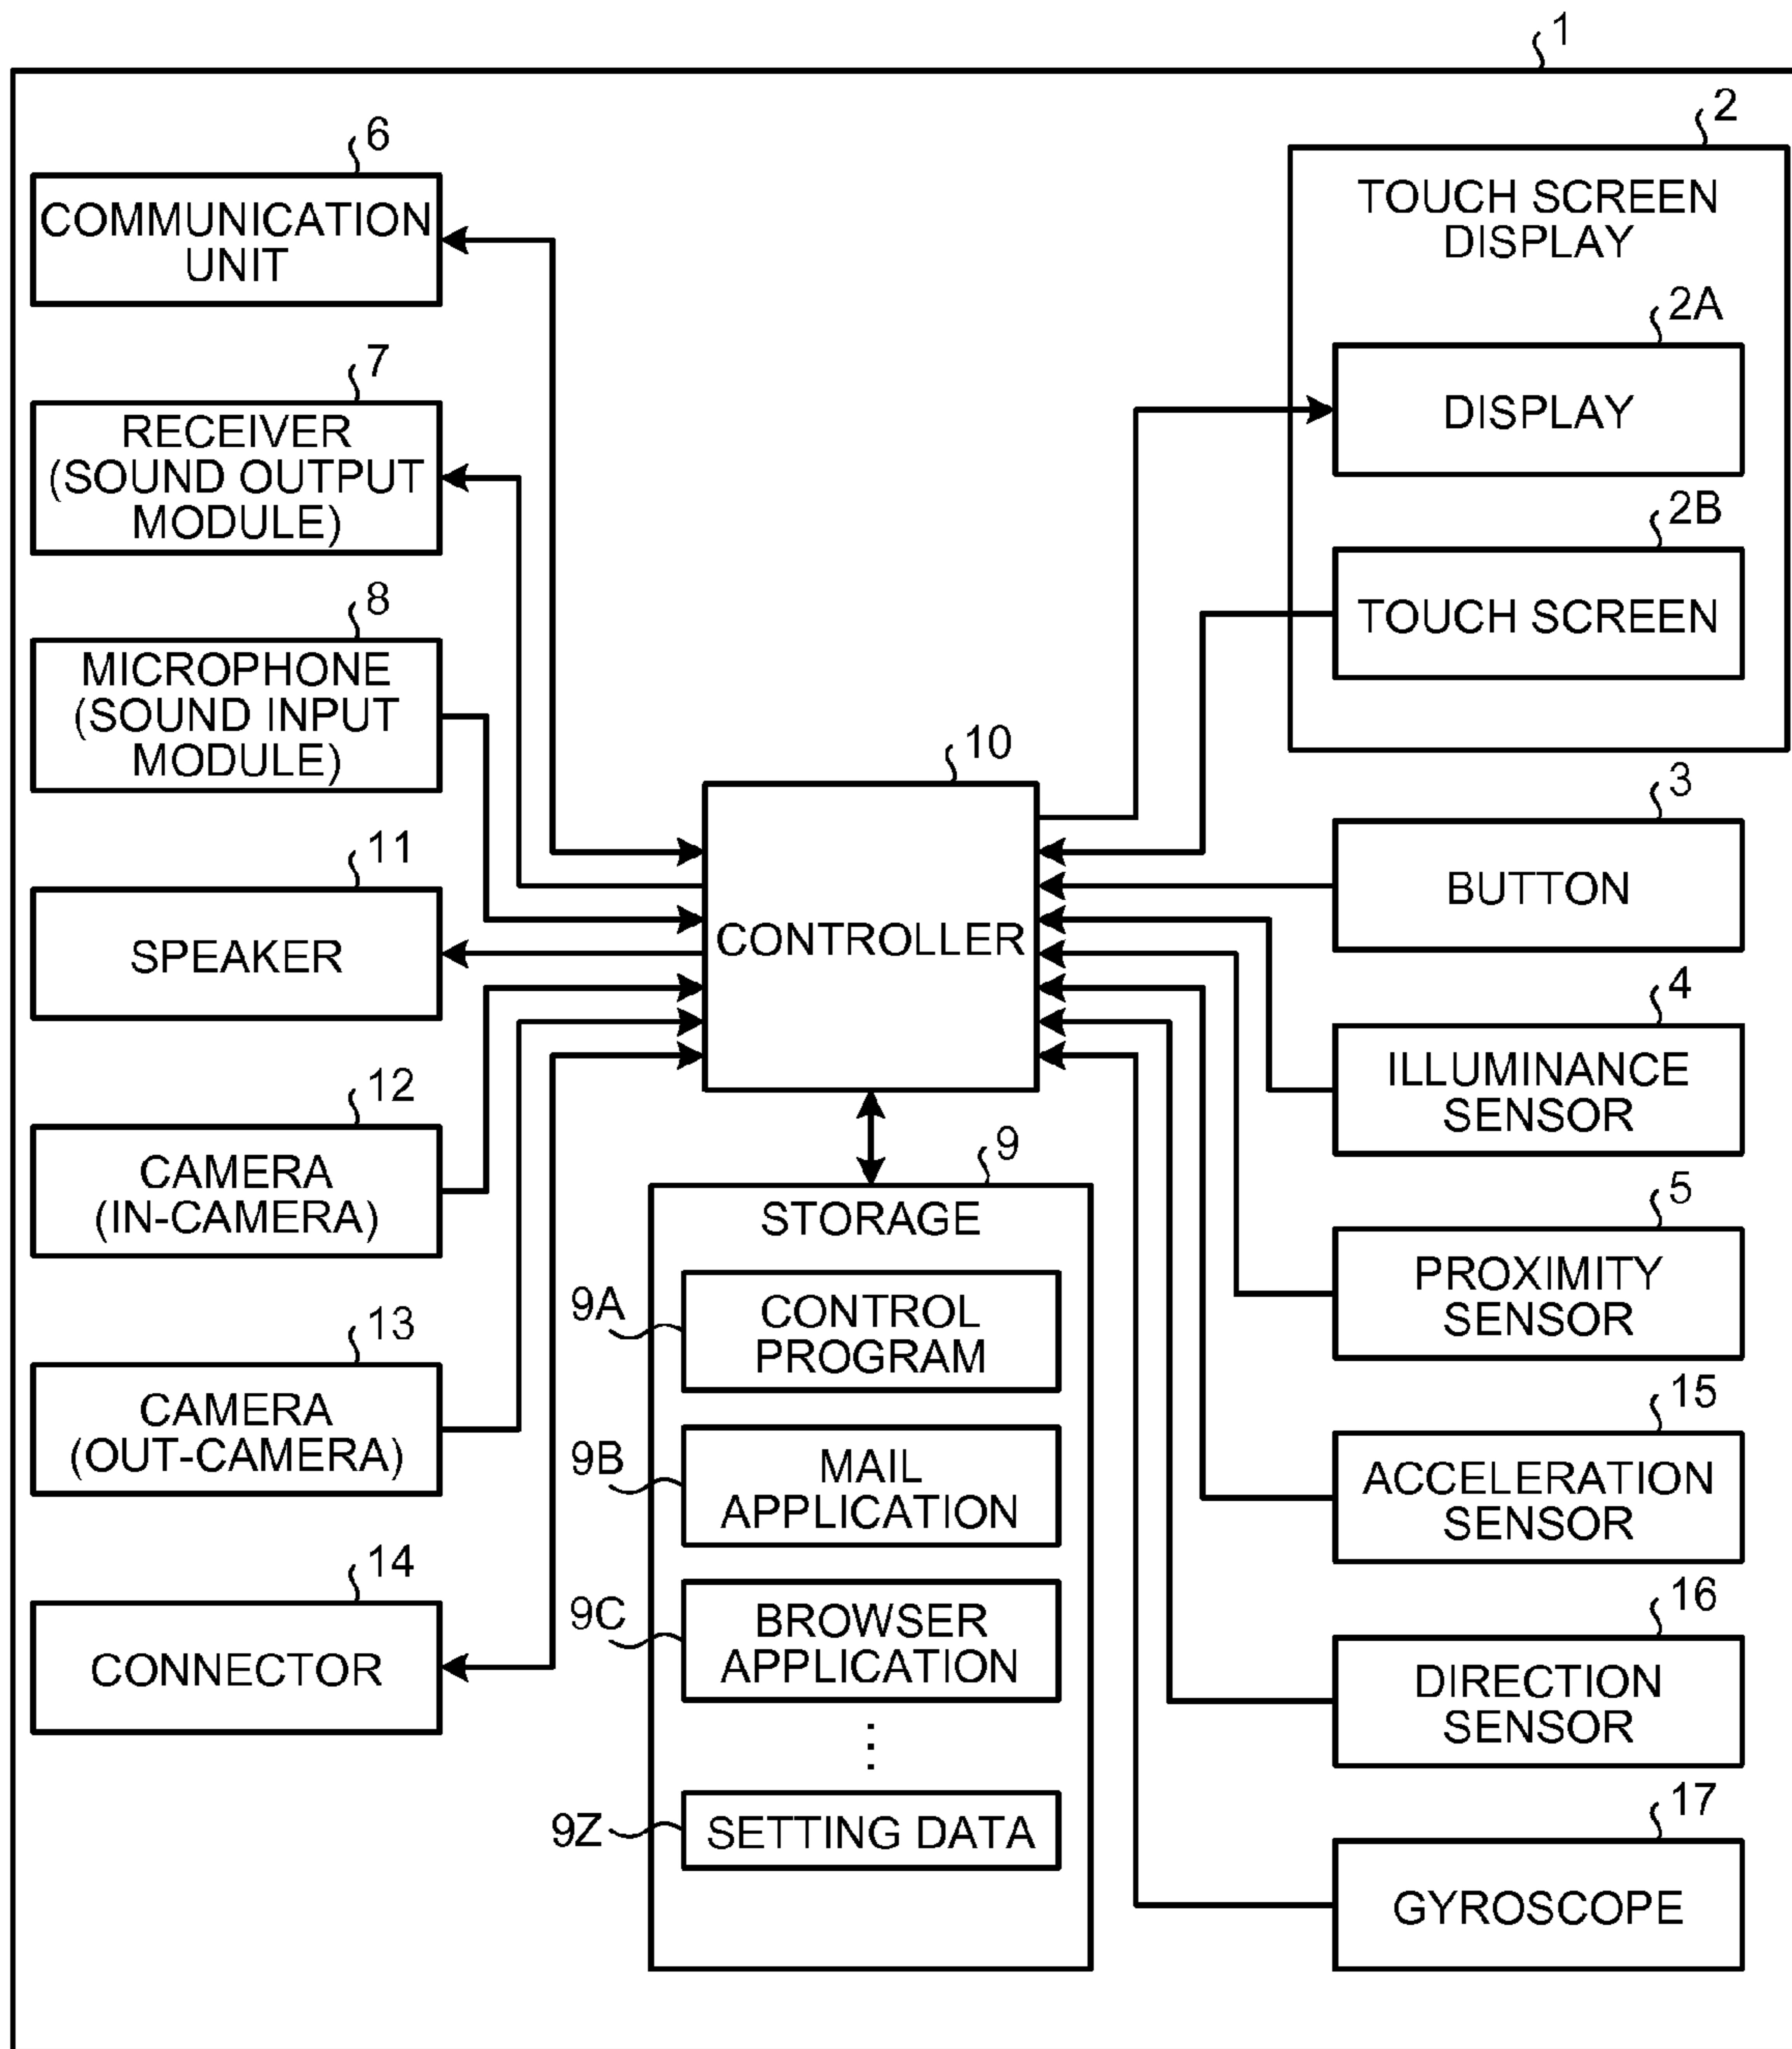 1
6
COMMUNICATION
UNIT
7
RECEIVER
(SOUND OUTPUT
MODULE)
8
MICROPHONE
(SOUND INPUT
MODULE)
11
SPEAKER
12
CAMERA
(IN-CAMERA)
13
CAMERA
(OUT-CAMERA)
14
CONNECTOR
10
CONTROLLER
9
STORAGE
9A
CONTROL
PROGRAM
9B
MAIL
APPLICATION
9C
BROWSER
APPLICATION
⋮
9Z
SETTING DATA
2
TOUCH SCREEN
DISPLAY
2A
DISPLAY
2B
TOUCH SCREEN
3
BUTTON
4
ILLUMINANCE
SENSOR
5
PROXIMITY
SENSOR
15
ACCELERATION
SENSOR
16
DIRECTION
SENSOR
17
GYROSCOPE